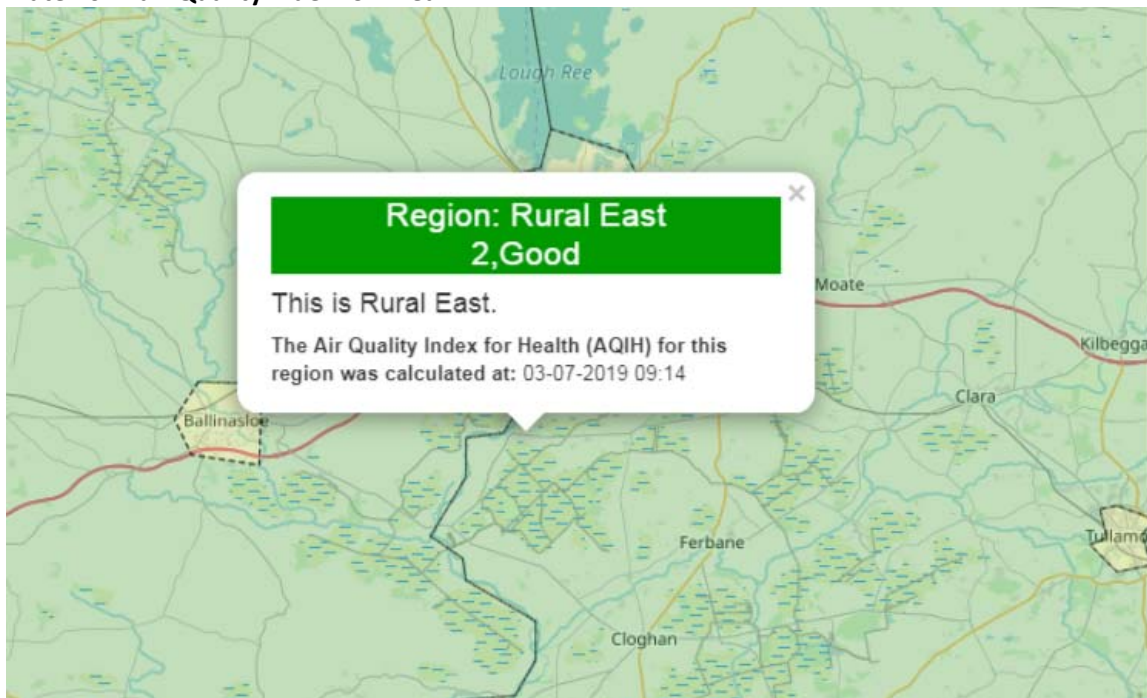 Lough Ree
×
Region: Rural East
2,Good
This is Rural East.
The Air Quality Index for Health (AQIH) for this
region was calculated at: 03-07-2019 09:14
Moate
Kilbegga
Clara
Ballinasloe
Tullamo
Ferbane
Cloghan